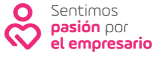 Sentimos
pasión por
el empresario